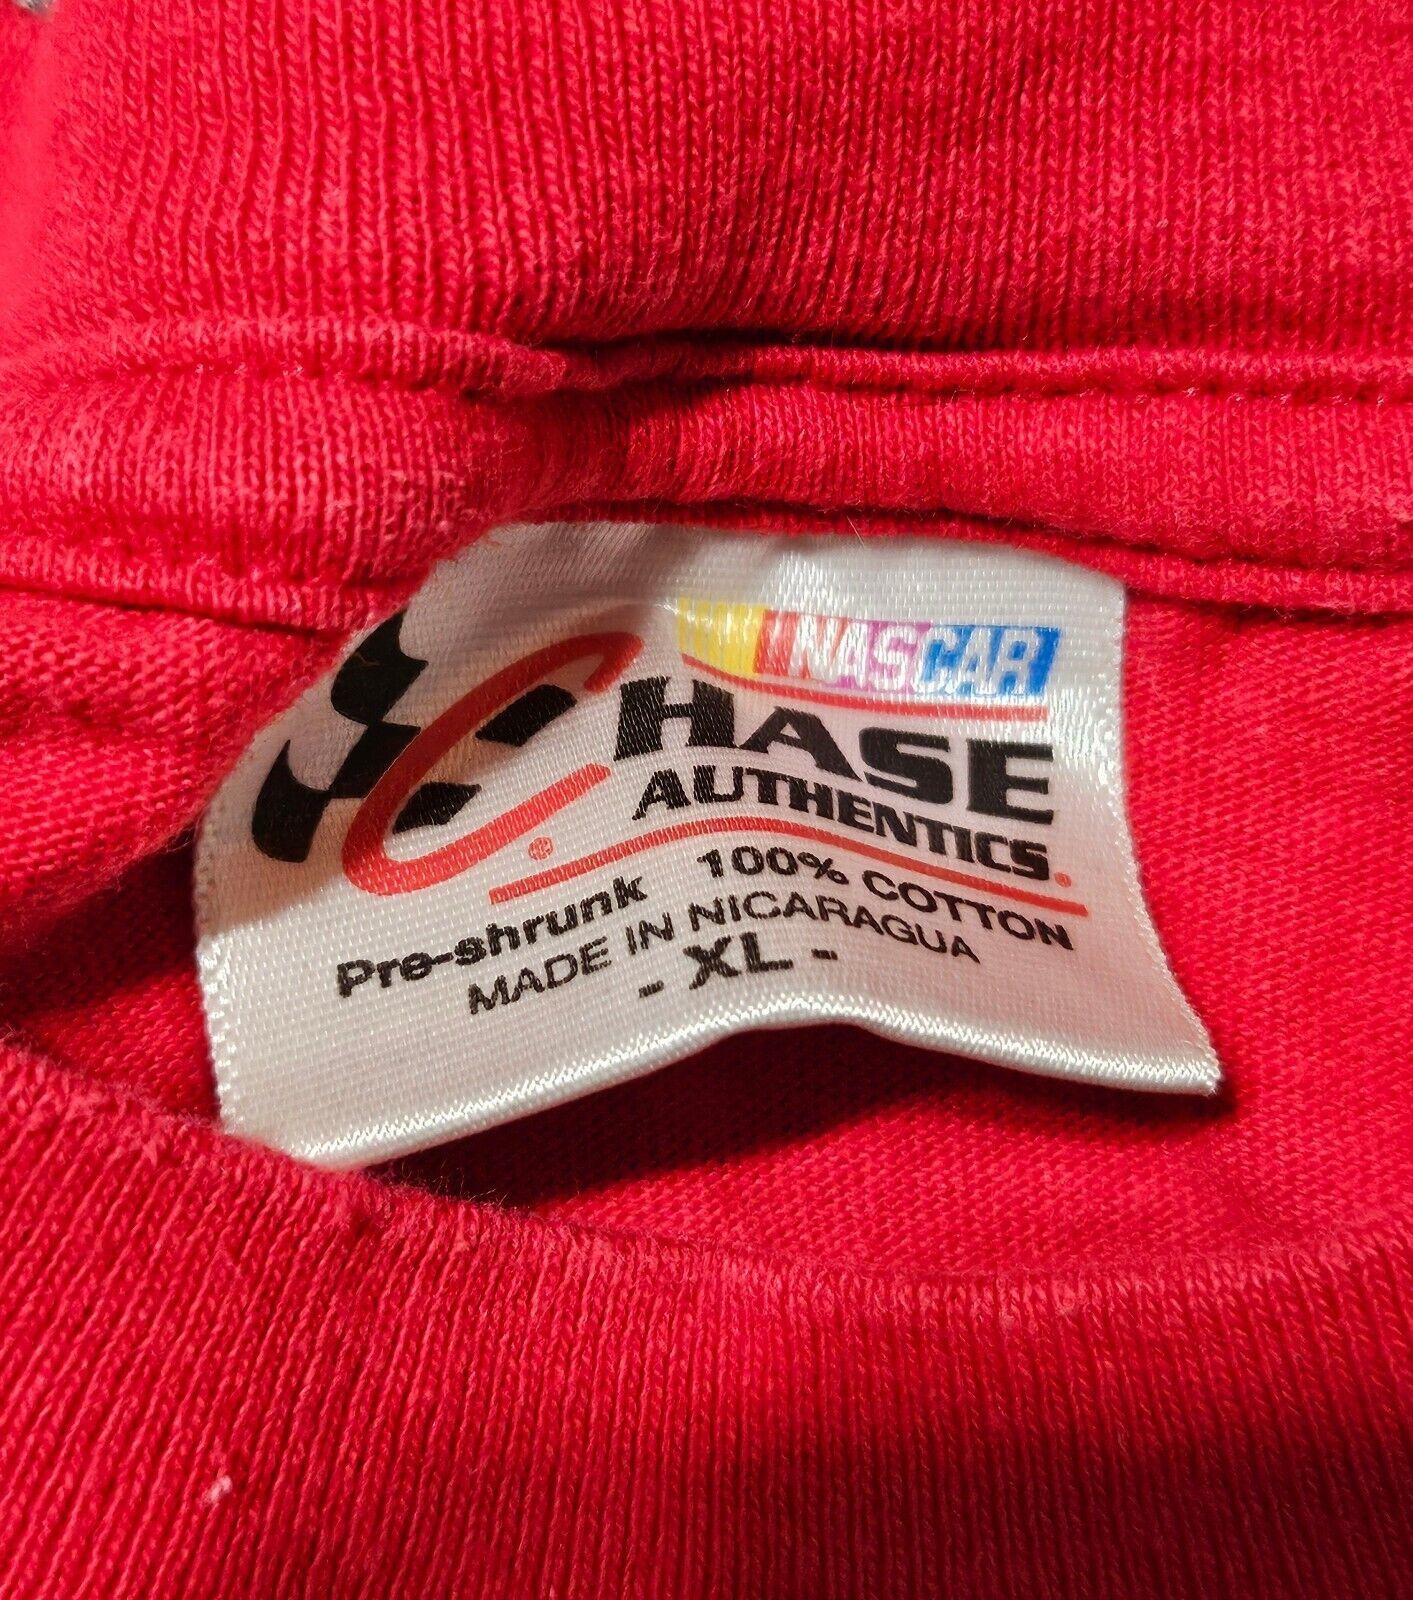 NASCAR
CHASE
AUTHENTICS®
®
Pre-shrunk 100% COTTON
MADE IN NICARAGUA
- XL -